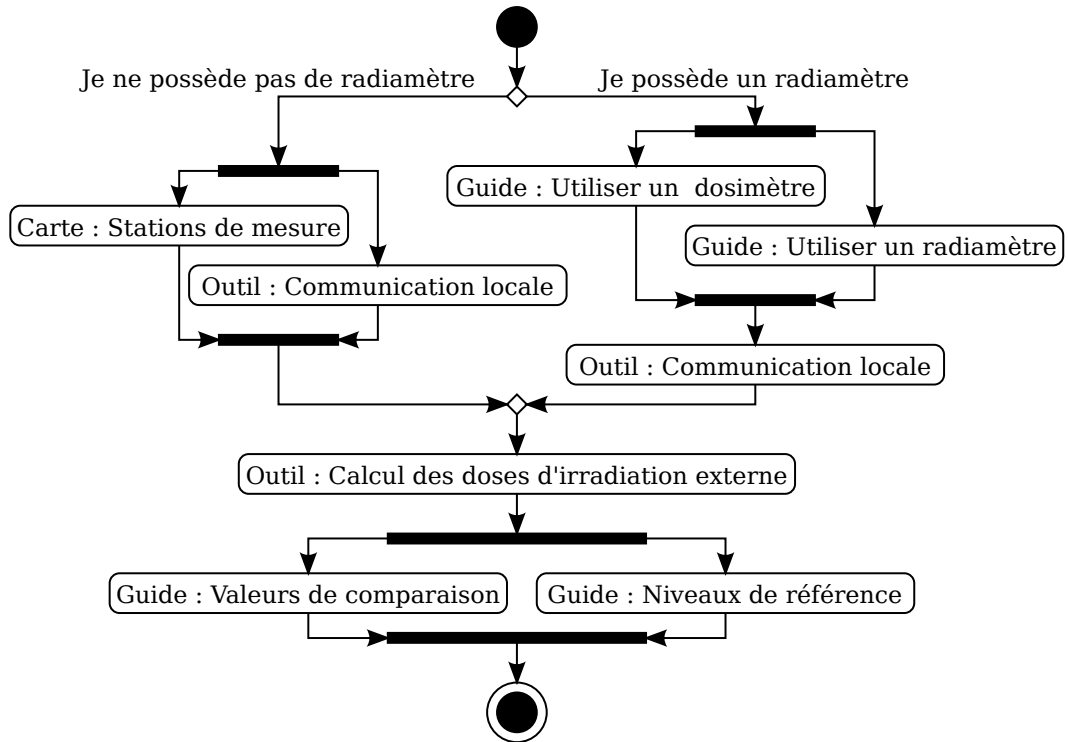 Je ne possède pas de radiamètre
Je possède un radiamètre
Guide : Utiliser un  dosimètre
Carte : Stations de mesure
Guide : Utiliser un radiamètre
Outil : Communication locale
Outil : Communication locale
Outil : Calcul des doses d'irradiation externe
Guide : Valeurs de comparaison
Guide : Niveaux de référence